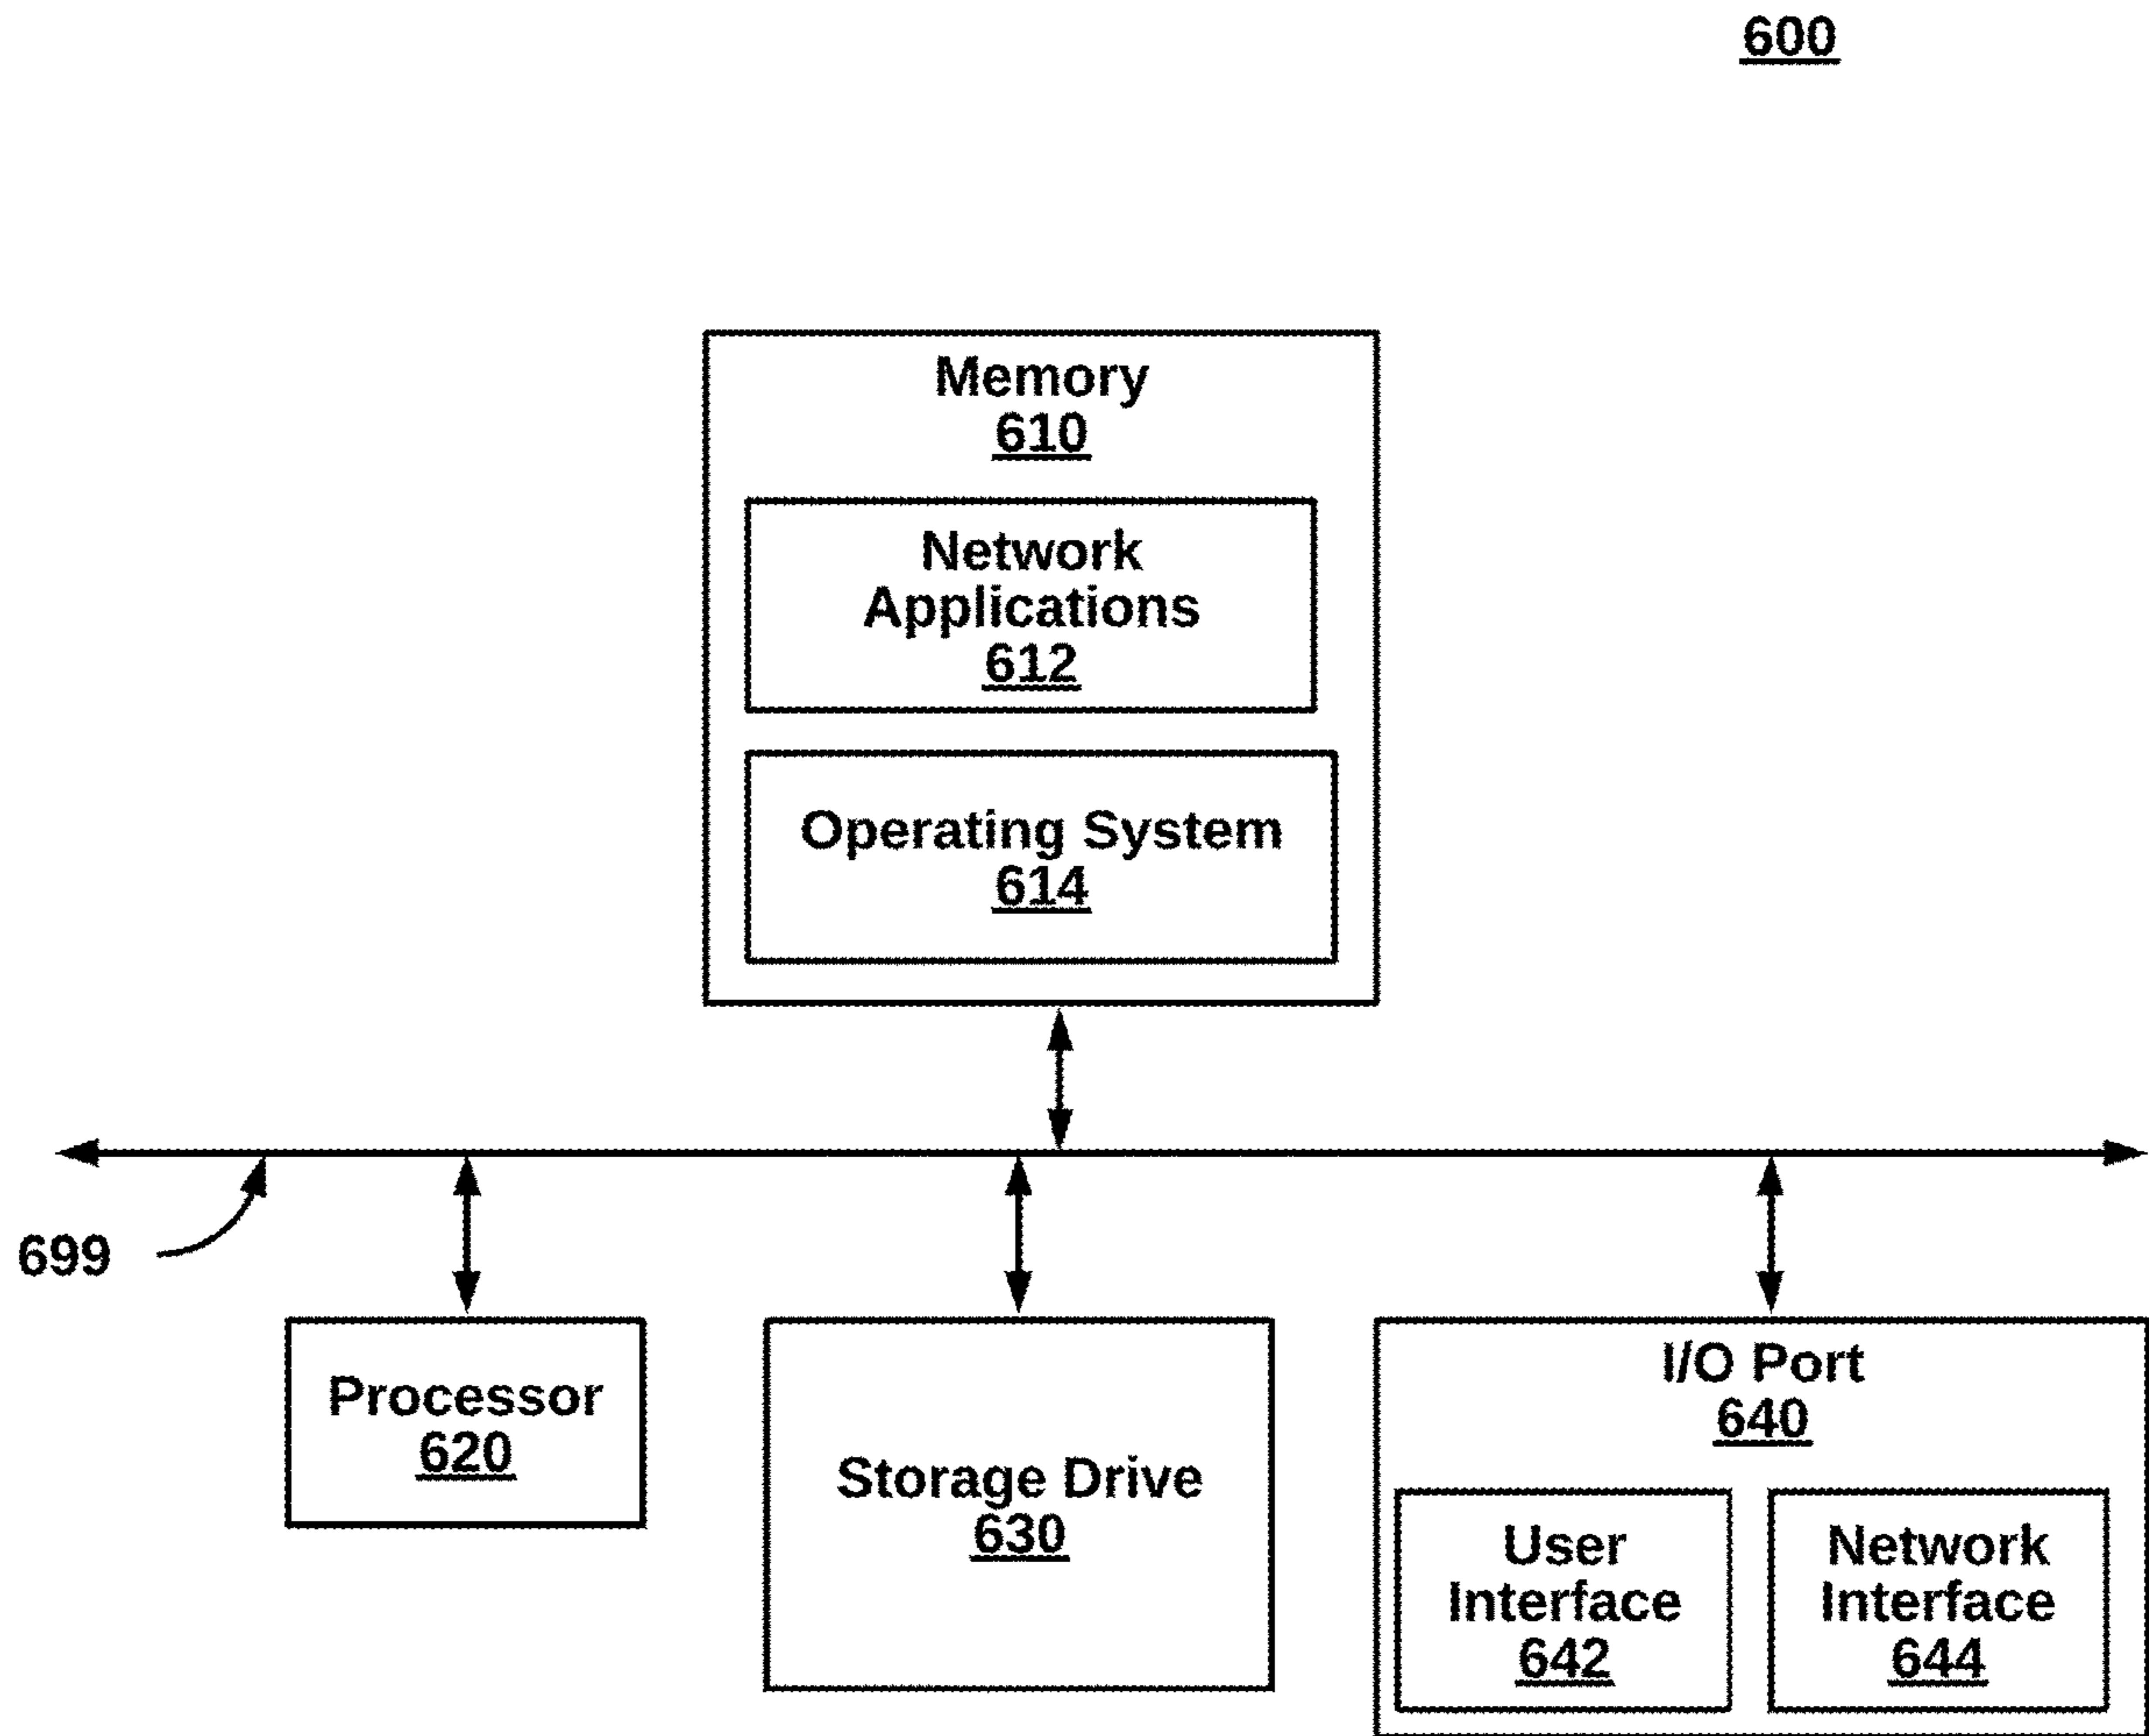 600
Memory
610
Network
Applications
612
Operating System
614
699
Processor
620
Storage Drive
630
I/O Port
640
User
Interface
642
Network
Interface
644